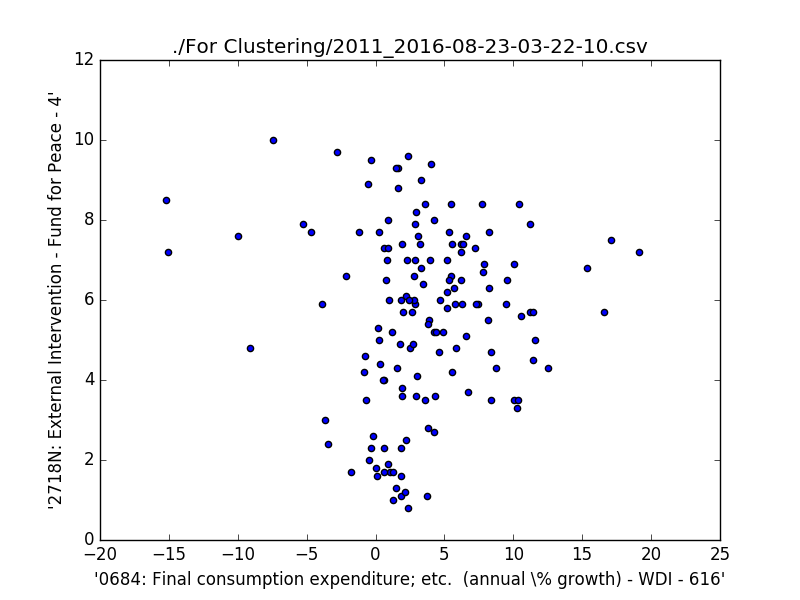 ./For Clustering/2011_2016-08-23-03-22-10.csv
12
10
8
6
4
2
0
'2718N: External Intervention - Fund for Peace - 4'
−20 −15 −10 −5 0 5 10 15 20 25
'0684: Final consumption expenditure; etc.  (annual \% growth) - WDI - 616'